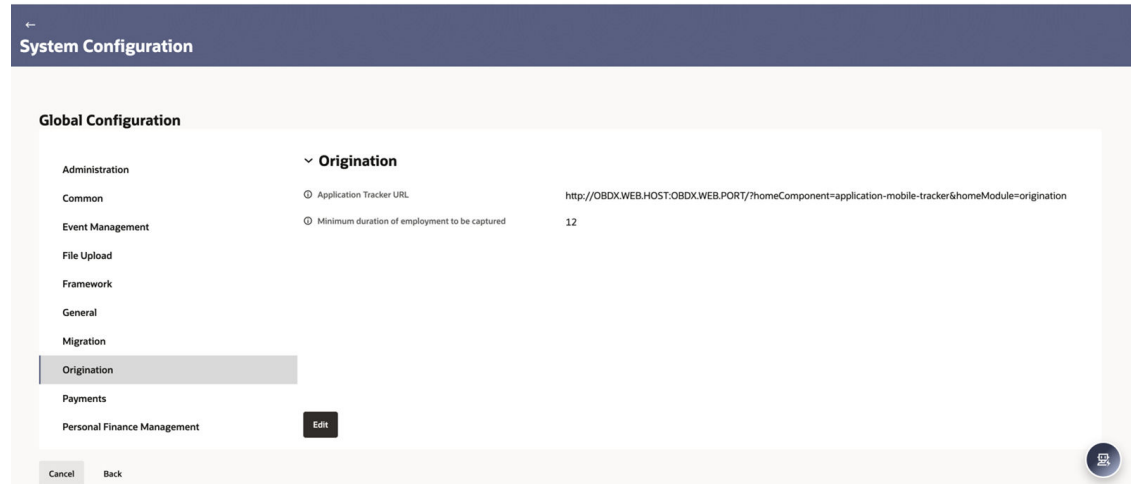 System Configuration
Global Configuration
Administration
Common
Event Management
File Upload
Framework
General
Migration
Origination
Payments
Personal Finance Management
Origination
Application Tracker URL
http://OBDX.WEB.HOST:OBDX.WEB.PORT/?homeComponent=application-mobile-tracker&homeModule=origination
Minimum duration of employment to be captured
12
Edit
Cancel
Back